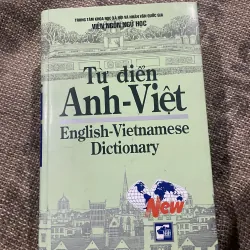 TRUNG TÂM KHOA HỌC XÃ HỘI VÀ NHÂN VĂN QUỐC GIA
VIỆN NGÔN NGỮ HỌC
Từ điển
Anh-Việt
English-Vietnamese
Dictionary
New